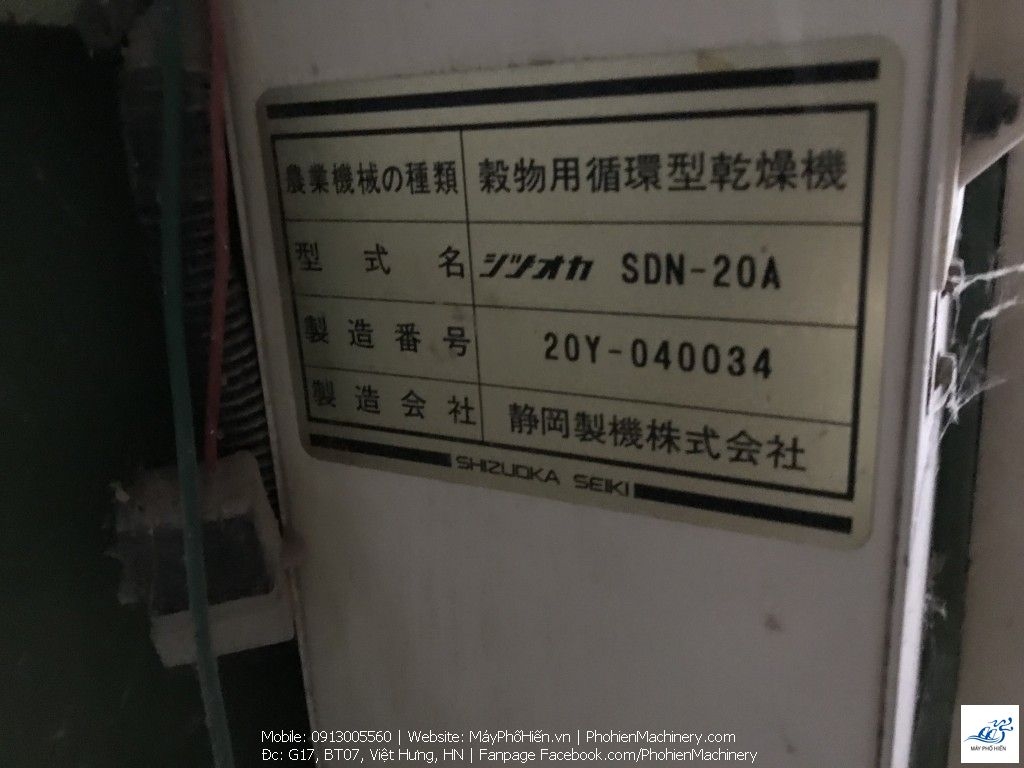 農業機械の種類 穀物用循環型乾燥機
型式名 シヅオカ SDN-20A
製造番号 20Y-040034
製造会社 静岡製機株式会社
SHIZUOKA SEIKI
Mobile: 0913005560 | Website: MáyPhốHiến.vn | PhohienMachinery.com
Đc: G17, BT07, Việt Hưng, HN | Fanpage Facebook.com/PhohienMachinery
MÁY PHỐ HIẾN